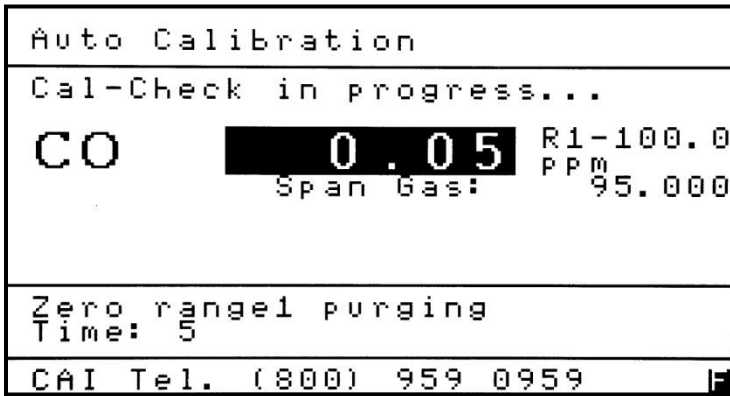 Auto Calibration
Cal-Check in progress...
CO 0.05 R1-100.0
ppm
Span Gas: 95.000
Zero range1 purging
Time: 5
CAI Tel. (800) 959 0959 F